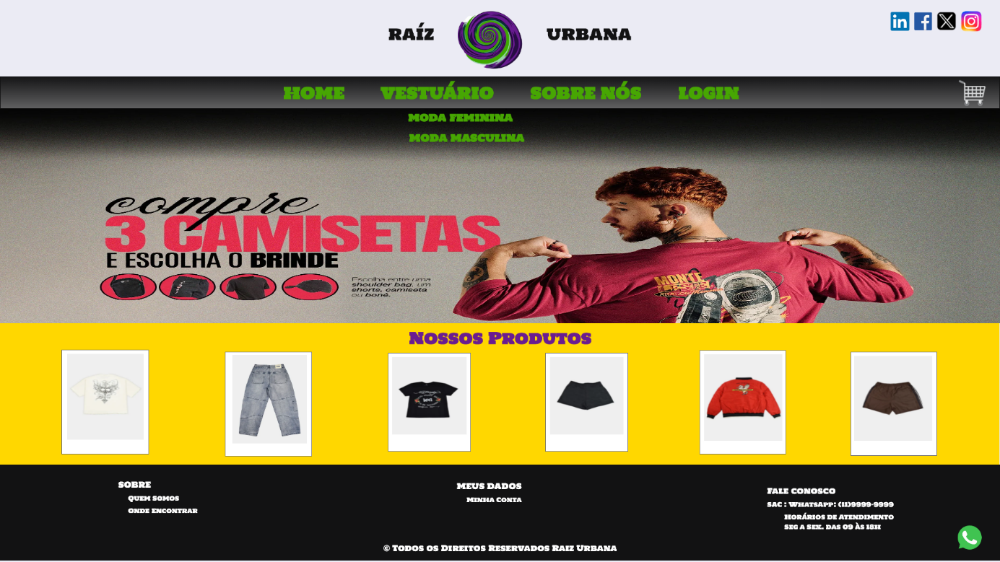 RAÍZ URBANA
HOME VESTUÁRIO SOBRE NÓS LOGIN
MODA FEMININA
MODA MASCULINA
compre
3 CAMISETAS
E ESCOLHA O BRINDE
Escolha entre uma
shoulder bag, um
shorts, camiseta
ou boné.
MONTE
NOSSOS PRODUTOS
SOBRE
QUEM SOMOS
ONDE ENCONTRAR
MEUS DADOS
MINHA CONTA
FALE CONOSCO
SAC : WHATSAPP: (11)9999-9999
HORÁRIOS DE ATENDIMENTO
SEG A SEX. DAS 09 ÀS 18H
© TODOS OS DIREITOS RESERVADOS RAIZ URBANA